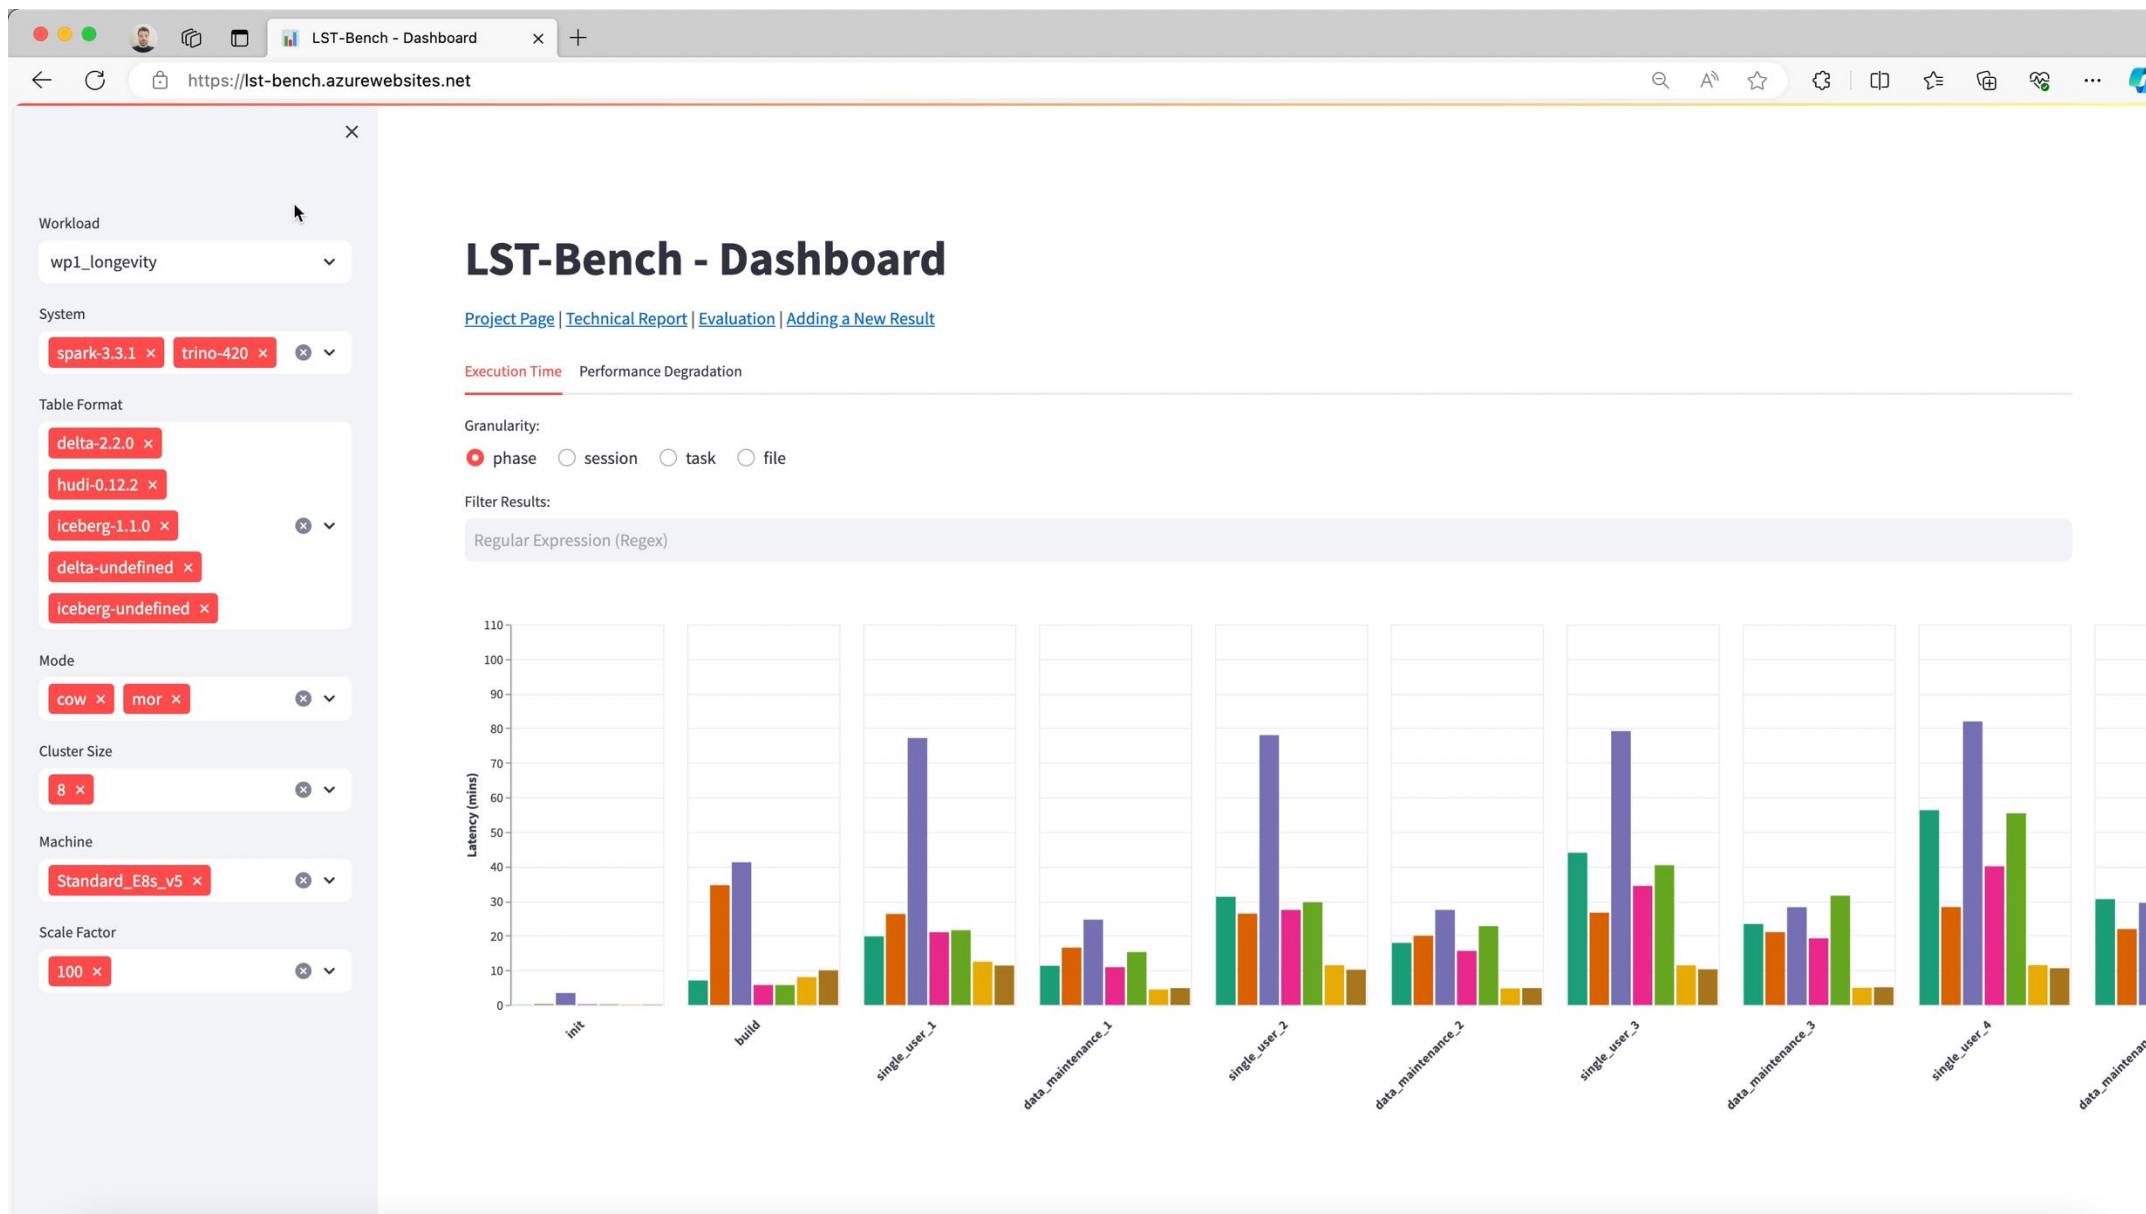 LST-Bench - Dashboard
https://lst-bench.azurewebsites.net
Workload
wp1_longevity
System
spark-3.3.1 trino-420
Table Format
delta-2.2.0
hudi-0.12.2
iceberg-1.1.0
delta-undefined
iceberg-undefined
Mode
cow mor
Cluster Size
8
Machine
Standard_E8s_v5
Scale Factor
100
LST-Bench - Dashboard
Project Page | Technical Report | Evaluation | Adding a New Result
Execution Time Performance Degradation
Granularity:
phase session task file
Filter Results:
Regular Expression (Regex)
Latency (mins)
110
100
90
80
70
60
50
40
30
20
10
0
init
build
single_user_1
data_maintenance_1
single_user_2
data_maintenance_2
single_user_3
data_maintenance_3
single_user_4
data_maintenan